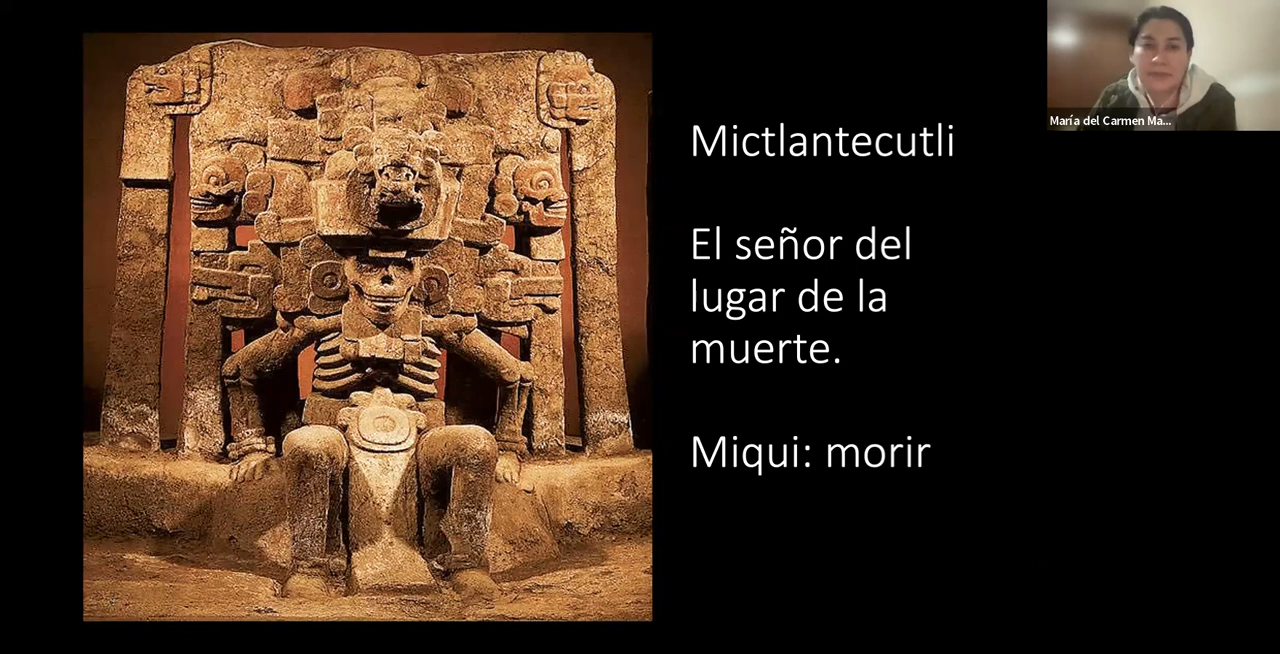 Mictlantecutli
El señor del
lugar de la
muerte.
Miqui: morir
María del Carmen Ma...